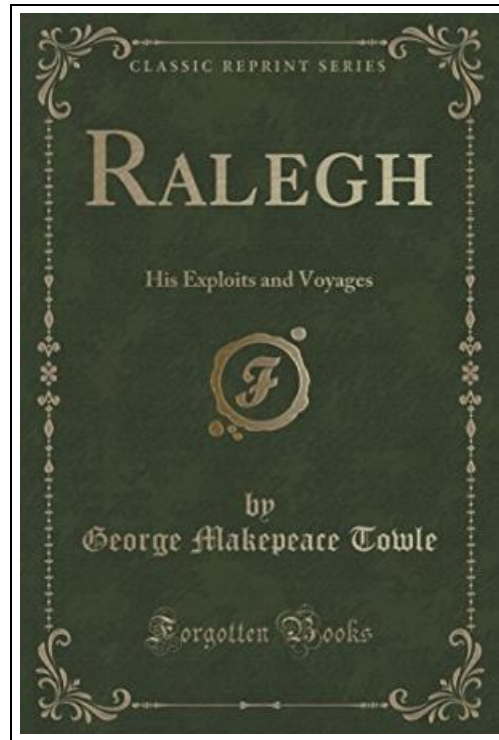 CLASSIC REPRINT SERIES
RALEGH
His Exploits and Voyages
F
by
George Makepeace Towle
Forgotten Books